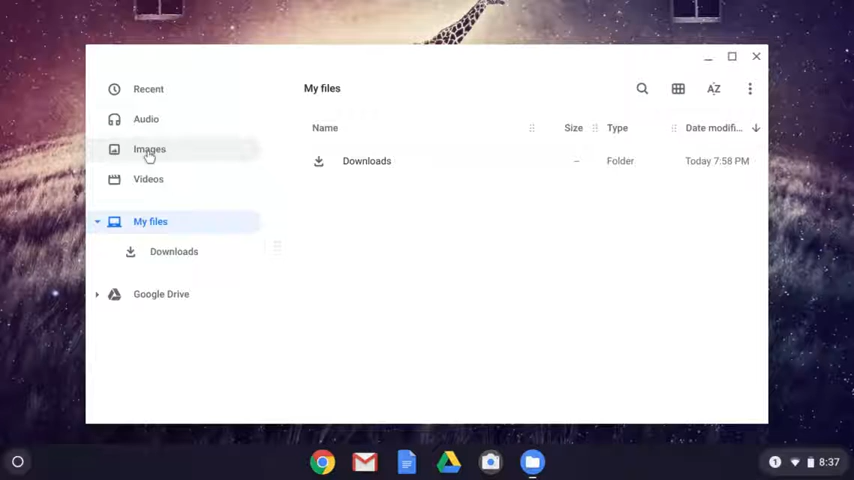 Recent
Audio
Images
Videos
My files
Downloads
Google Drive
My files
AZ
Name
Size
Type
Date modifi...
Downloads
–
Folder
Today 7:58 PM
1
8:37